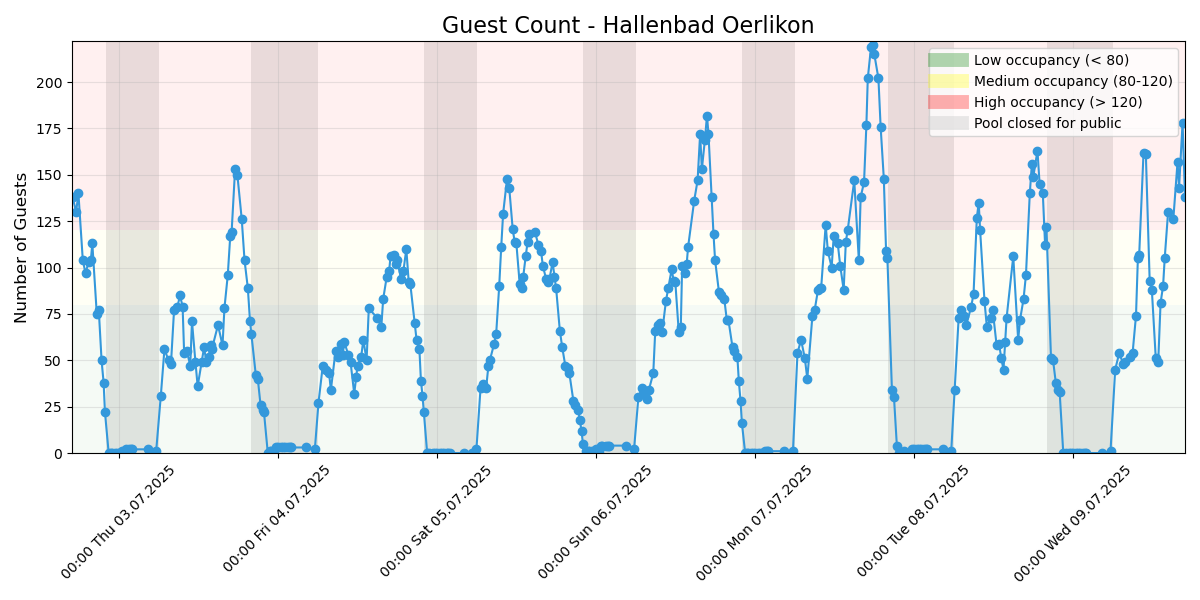 Guest Count - Hallenbad Oerlikon
Number of Guests
200
175
150
125
100
75
50
25
0
Low occupancy (< 80)
Medium occupancy (80-120)
High occupancy (> 120)
Pool closed for public
00:00 Thu 03.07.2025
00:00 Fri 04.07.2025
00:00 Sat 05.07.2025
00:00 Sun 06.07.2025
00:00 Mon 07.07.2025
00:00 Tue 08.07.2025
00:00 Wed 09.07.2025